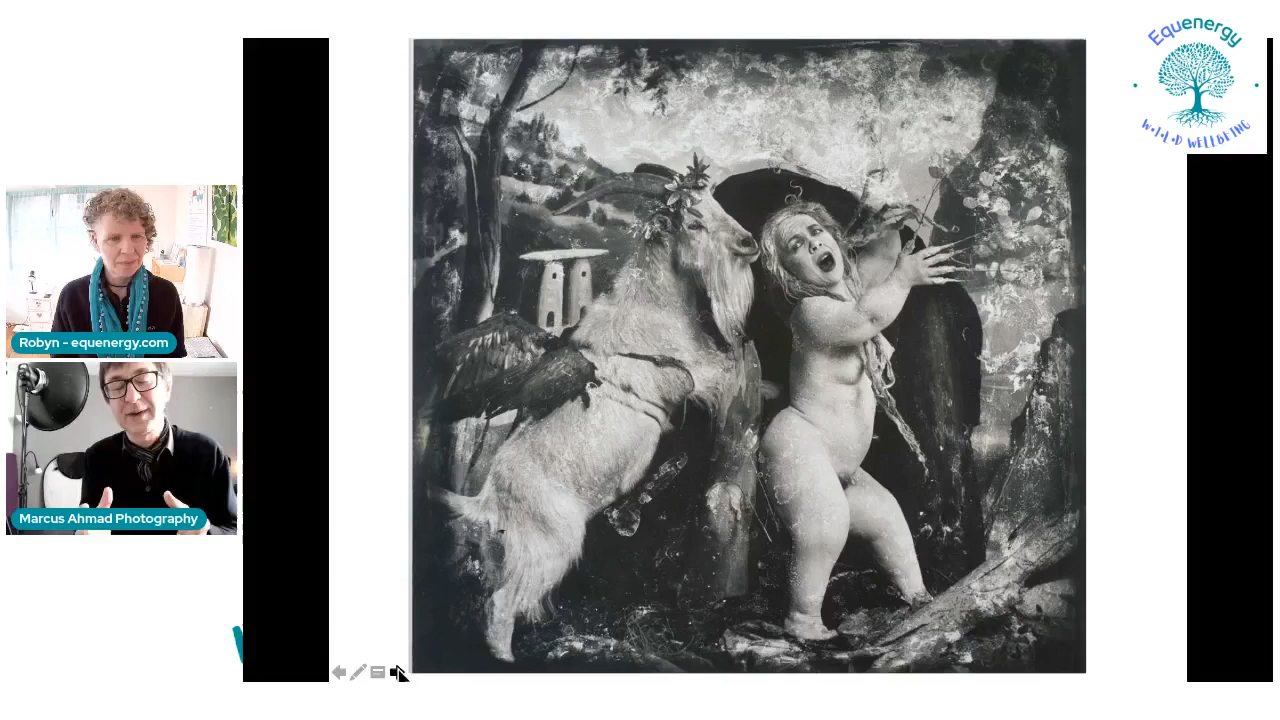 Equenergy
W·I·L·D WELLBEING
Robyn - equenergy.com
Marcus Ahmad Photography